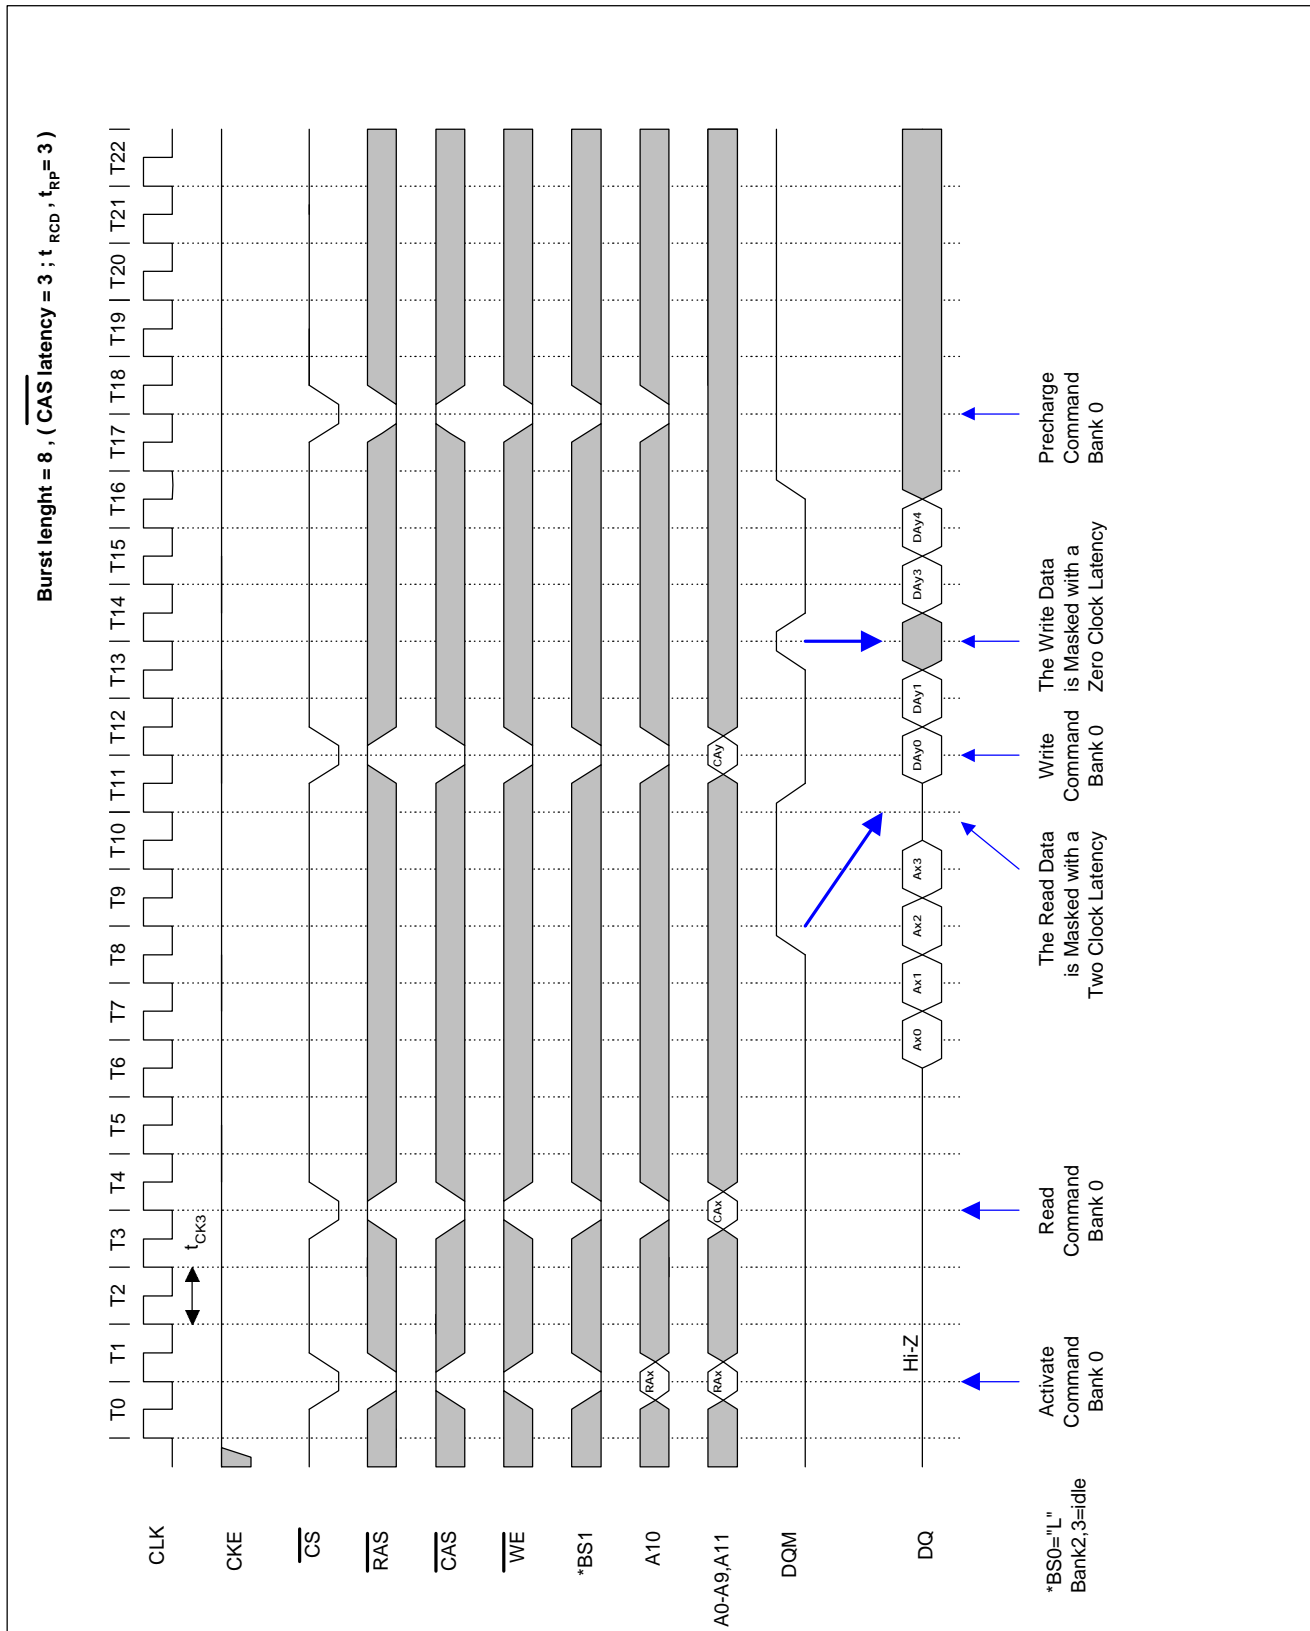 Burst lenght = 8 , ( CAS latency = 3 ; t RCD , tRP= 3 )
T0 T1 T2 T3 T4 T5 T6 T7 T8 T9 T10 T11 T12 T13 T14 T15 T16 T17 T18 T19 T20 T21 T22
CLK
tCK3
CKE
CS
RAS
CAS
WE
*BS1
A10
RAx
A0-A9,A11
RAx CAx CAy
DQM
DQ
Hi-Z
Ax0 Ax1 Ax2 Ax3 DAy0 DAy1 DAy3 DAy4
*BS0="L"
Bank2,3=idle
Activate
Command
Bank 0
Read
Command
Bank 0
The Read Data
is Masked with a
Two Clock Latency
Write
Command
Bank 0
The Write Data
is Masked with a
Zero Clock Latency
Precharge
Command
Bank 0